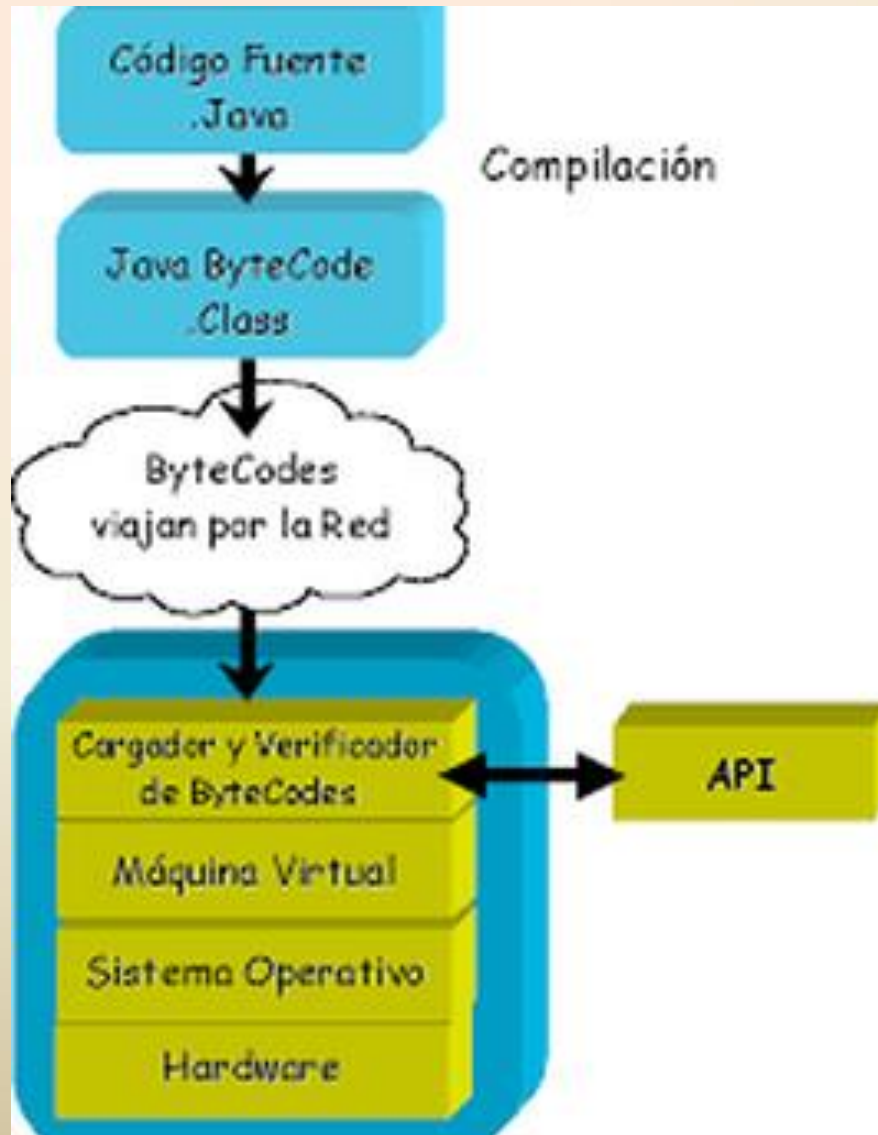 Código Fuente
.Java
Compilación
Java ByteCode
.Class
ByteCodes
viajan por la Red
Cargador y Verificador
de ByteCodes
API
Máquina Virtual
Sistema Operativo
Hardware